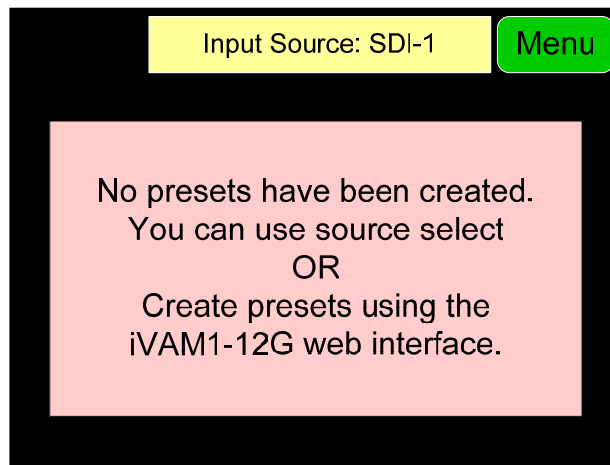 Input Source: SDI-1
Menu
No presets have been created.
You can use source select
OR
Create presets using the
iVAM1-12G web interface.